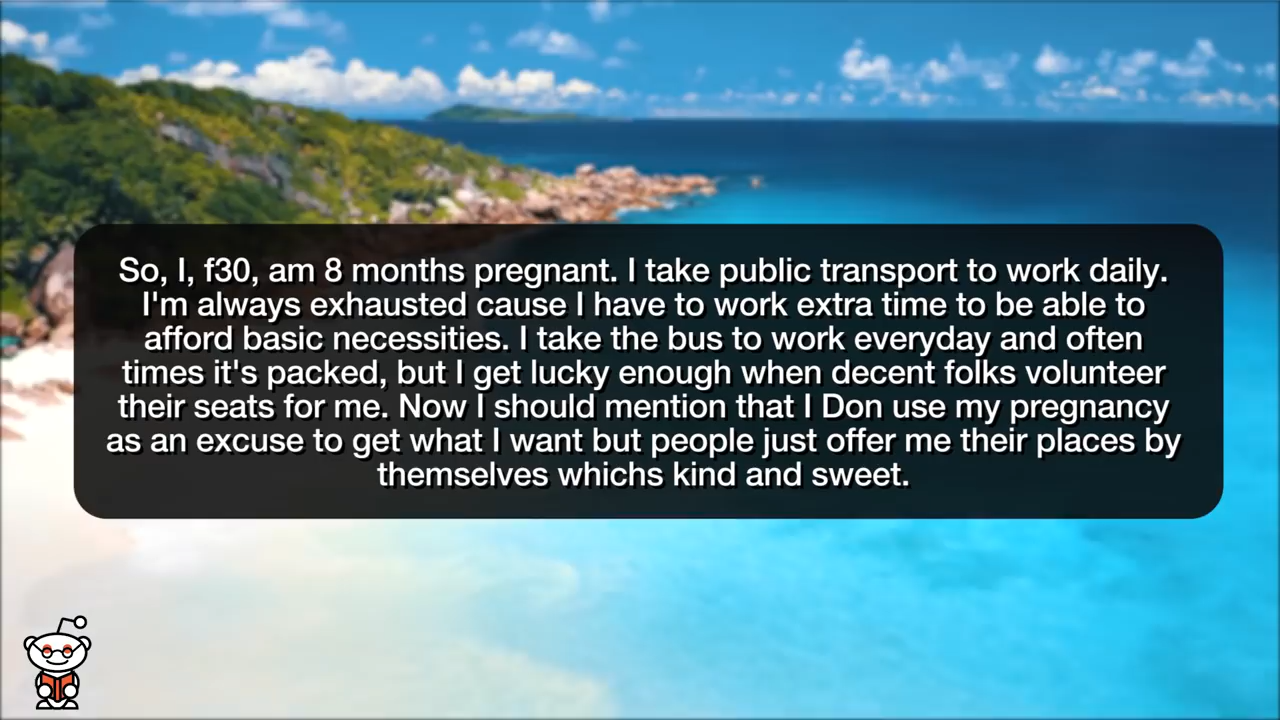 So, I, f30, am 8 months pregnant. I take public transport to work daily.
I'm always exhausted cause I have to work extra time to be able to
afford basic necessities. I take the bus to work everyday and often
times it's packed, but I get lucky enough when decent folks volunteer
their seats for me. Now I should mention that I Don use my pregnancy
as an excuse to get what I want but people just offer me their places by
themselves whichs kind and sweet.